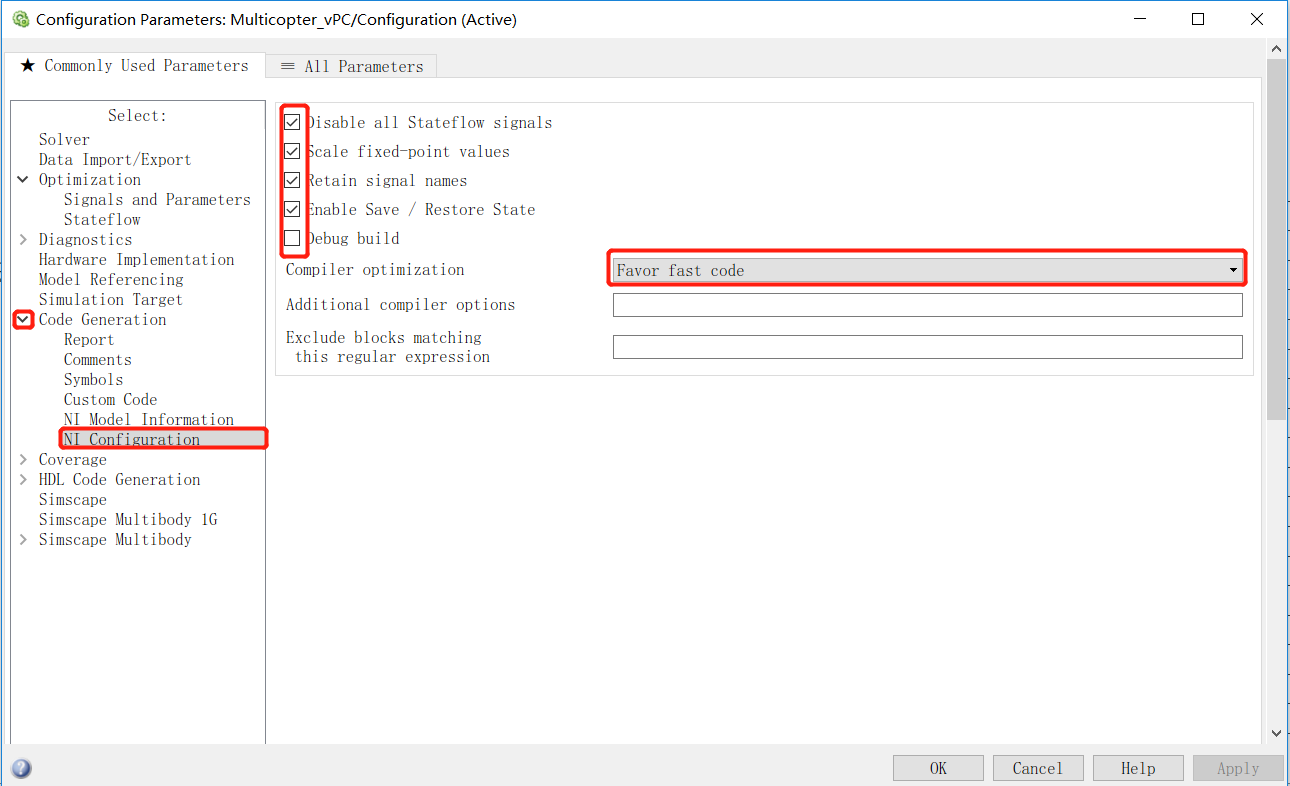 Configuration Parameters: Multicopter_vPC/Configuration (Active)
★ Commonly Used Parameters
All Parameters
Select:
Solver
Data Import/Export
Optimization
Signals and Parameters
Stateflow
Diagnostics
Hardware Implementation
Model Referencing
Simulation Target
Code Generation
Report
Comments
Symbols
Custom Code
NI Model Information
NI Configuration
Coverage
HDL Code Generation
Simscape
Simscape Multibody 1G
Simscape Multibody
Disable all Stateflow signals
Scale fixed-point values
Retain signal names
Enable Save / Restore State
Debug build
Compiler optimization
Favor fast code
Additional compiler options
Exclude blocks matching
this regular expression
OK
Cancel
Help
Apply